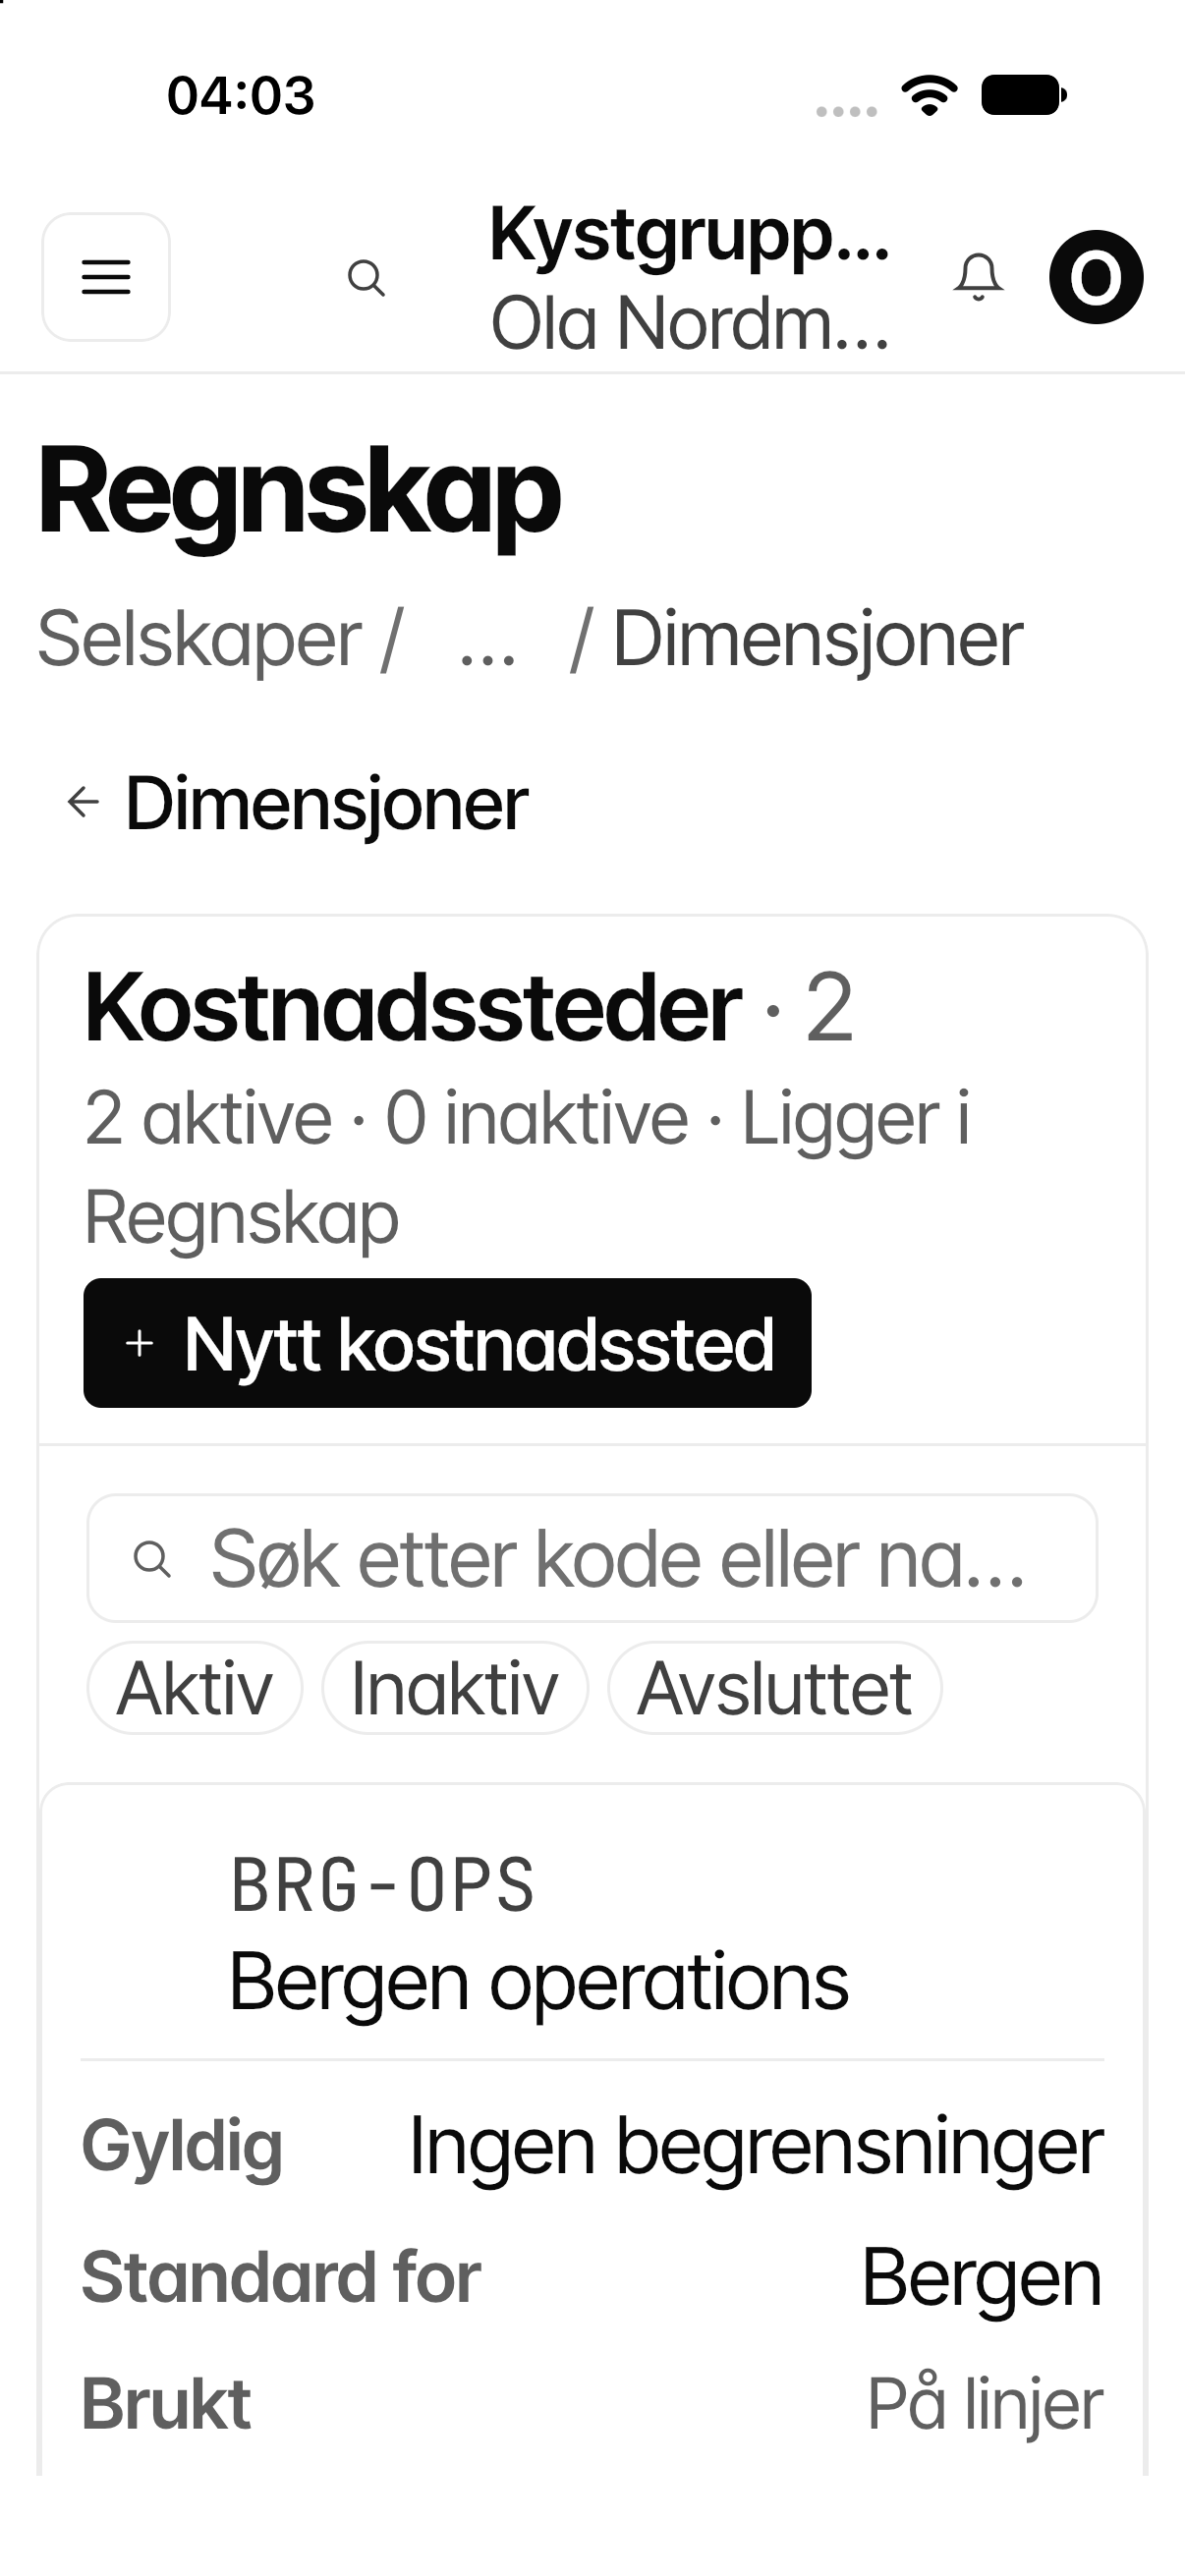 04:03
Kystgrupp...
Ola Nordm...
O
Regnskap
Selskaper / ... / Dimensjoner
Dimensjoner
Kostnadssteder · 2
2 aktive · 0 inaktive · Ligger i
Regnskap
+ Nytt kostnadssted
Søk etter kode eller na...
Aktiv Inaktiv Avsluttet
BRG-OPS
Bergen operations
Gyldig Ingen begrensninger
Standard for Bergen
Brukt På linjer